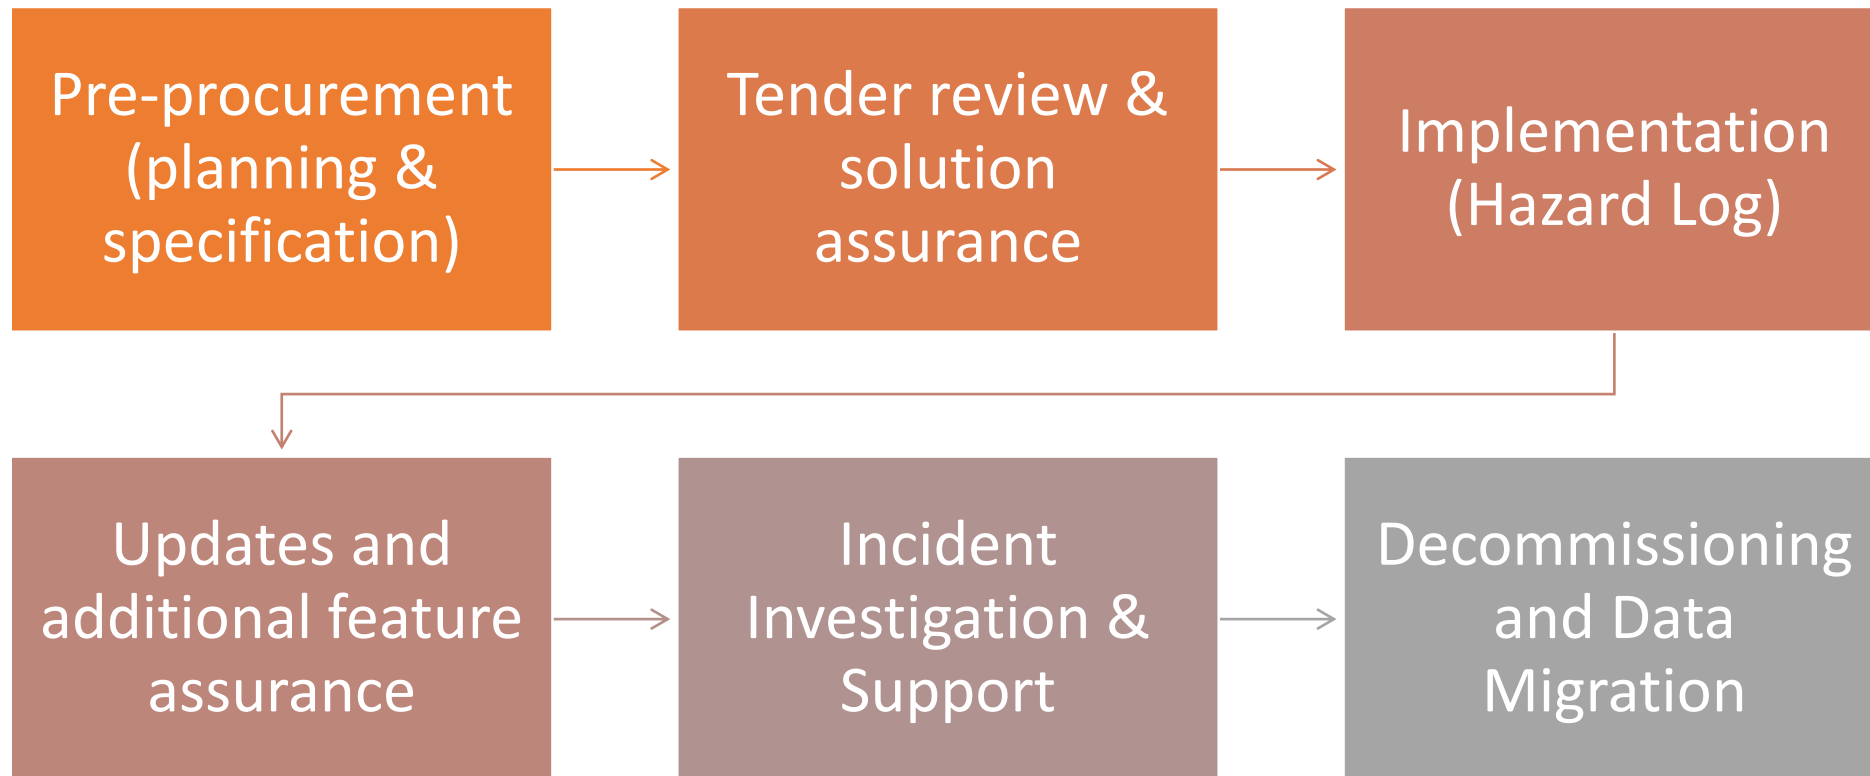 Pre-procurement
(planning &
specification)
Tender review &
solution
assurance
Implementation
(Hazard Log)
Updates and
additional feature
assurance
Incident
Investigation &
Support
Decommissioning
and Data
Migration